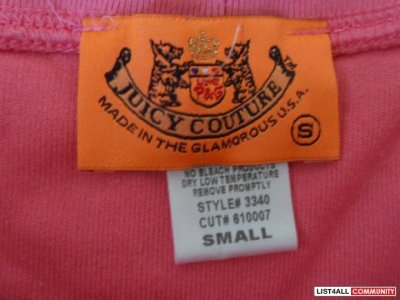 LOVE
P&G
JUICY COUTURE
MADE IN THE GLAMOROUS U.S.A.
S
NO BLEACH PRODUCTS
DRY LOW TEMPERATURE
REMOVE PROMPTLY
STYLE# 3340
CUT# 610007
SMALL
LIST4ALL COMMUNITY